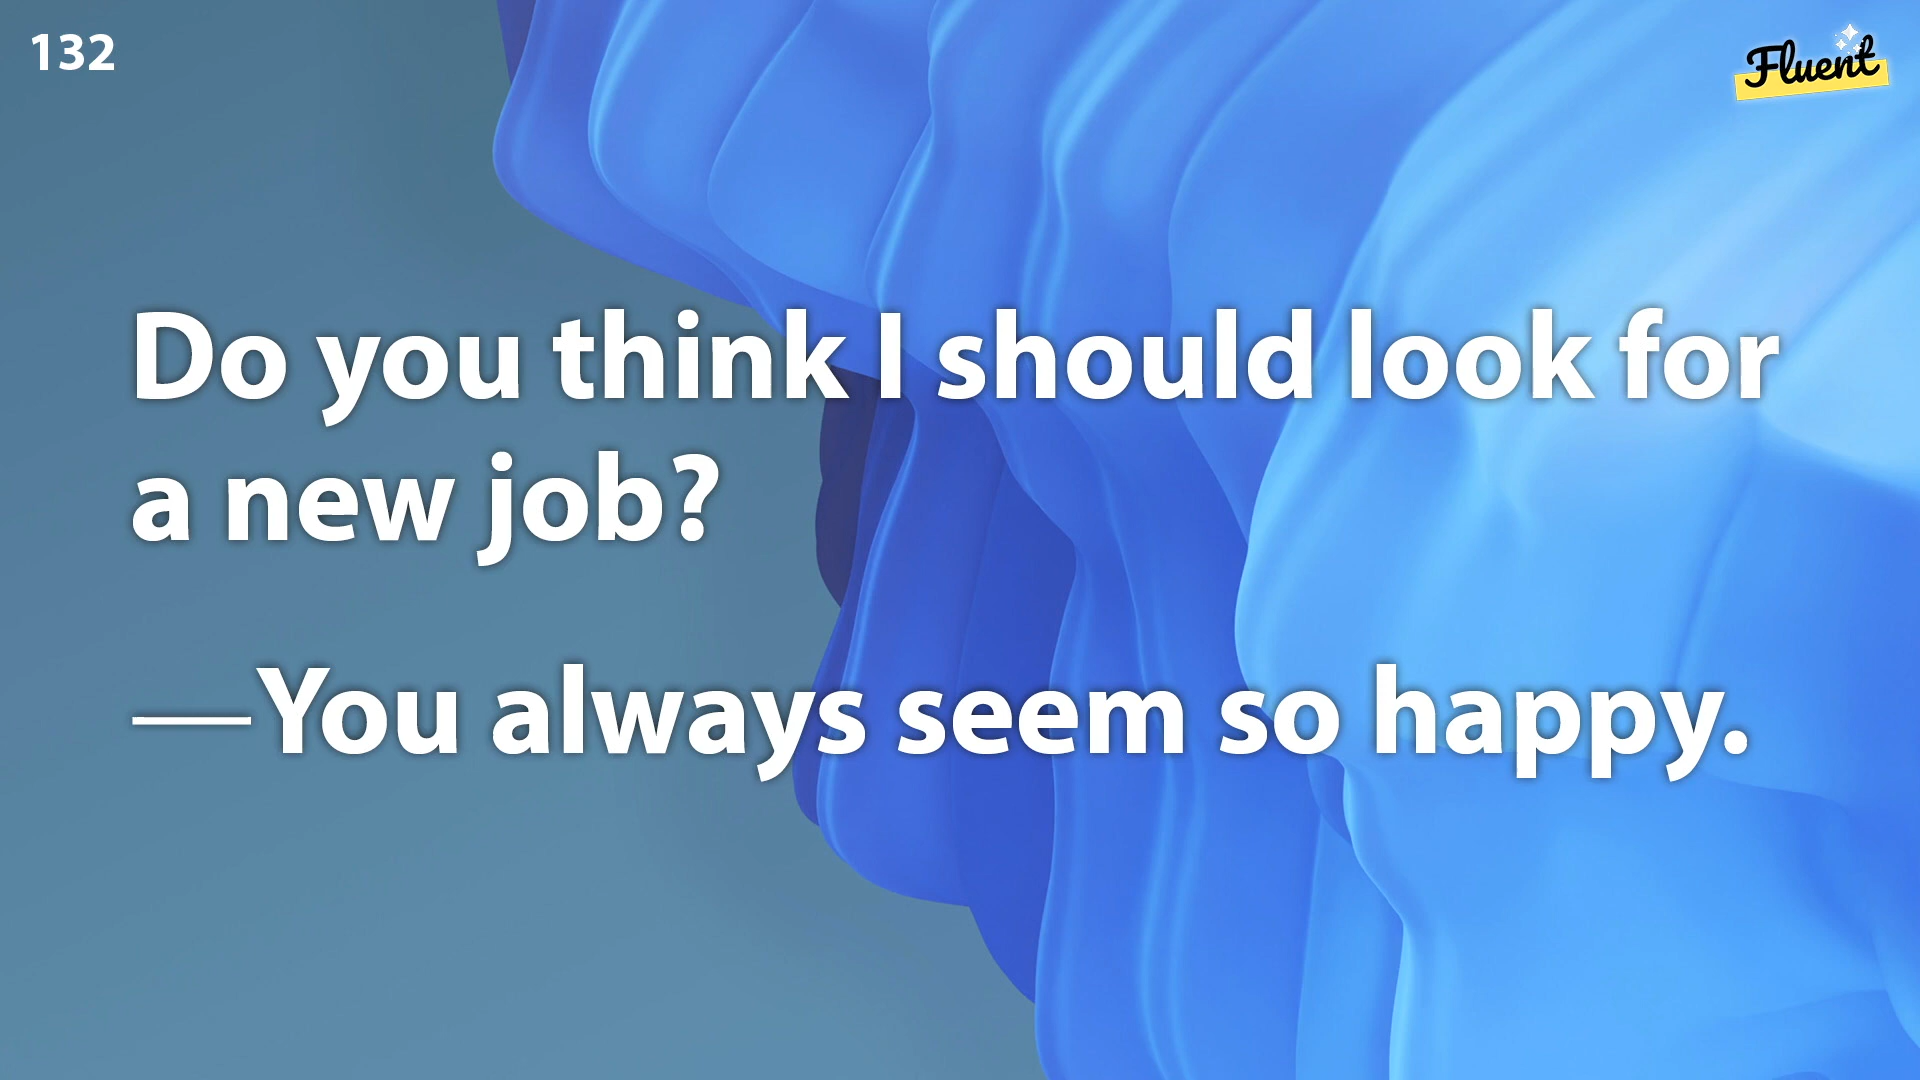 132
Fluent
Do you think I should look for
a new job?
—You always seem so happy.